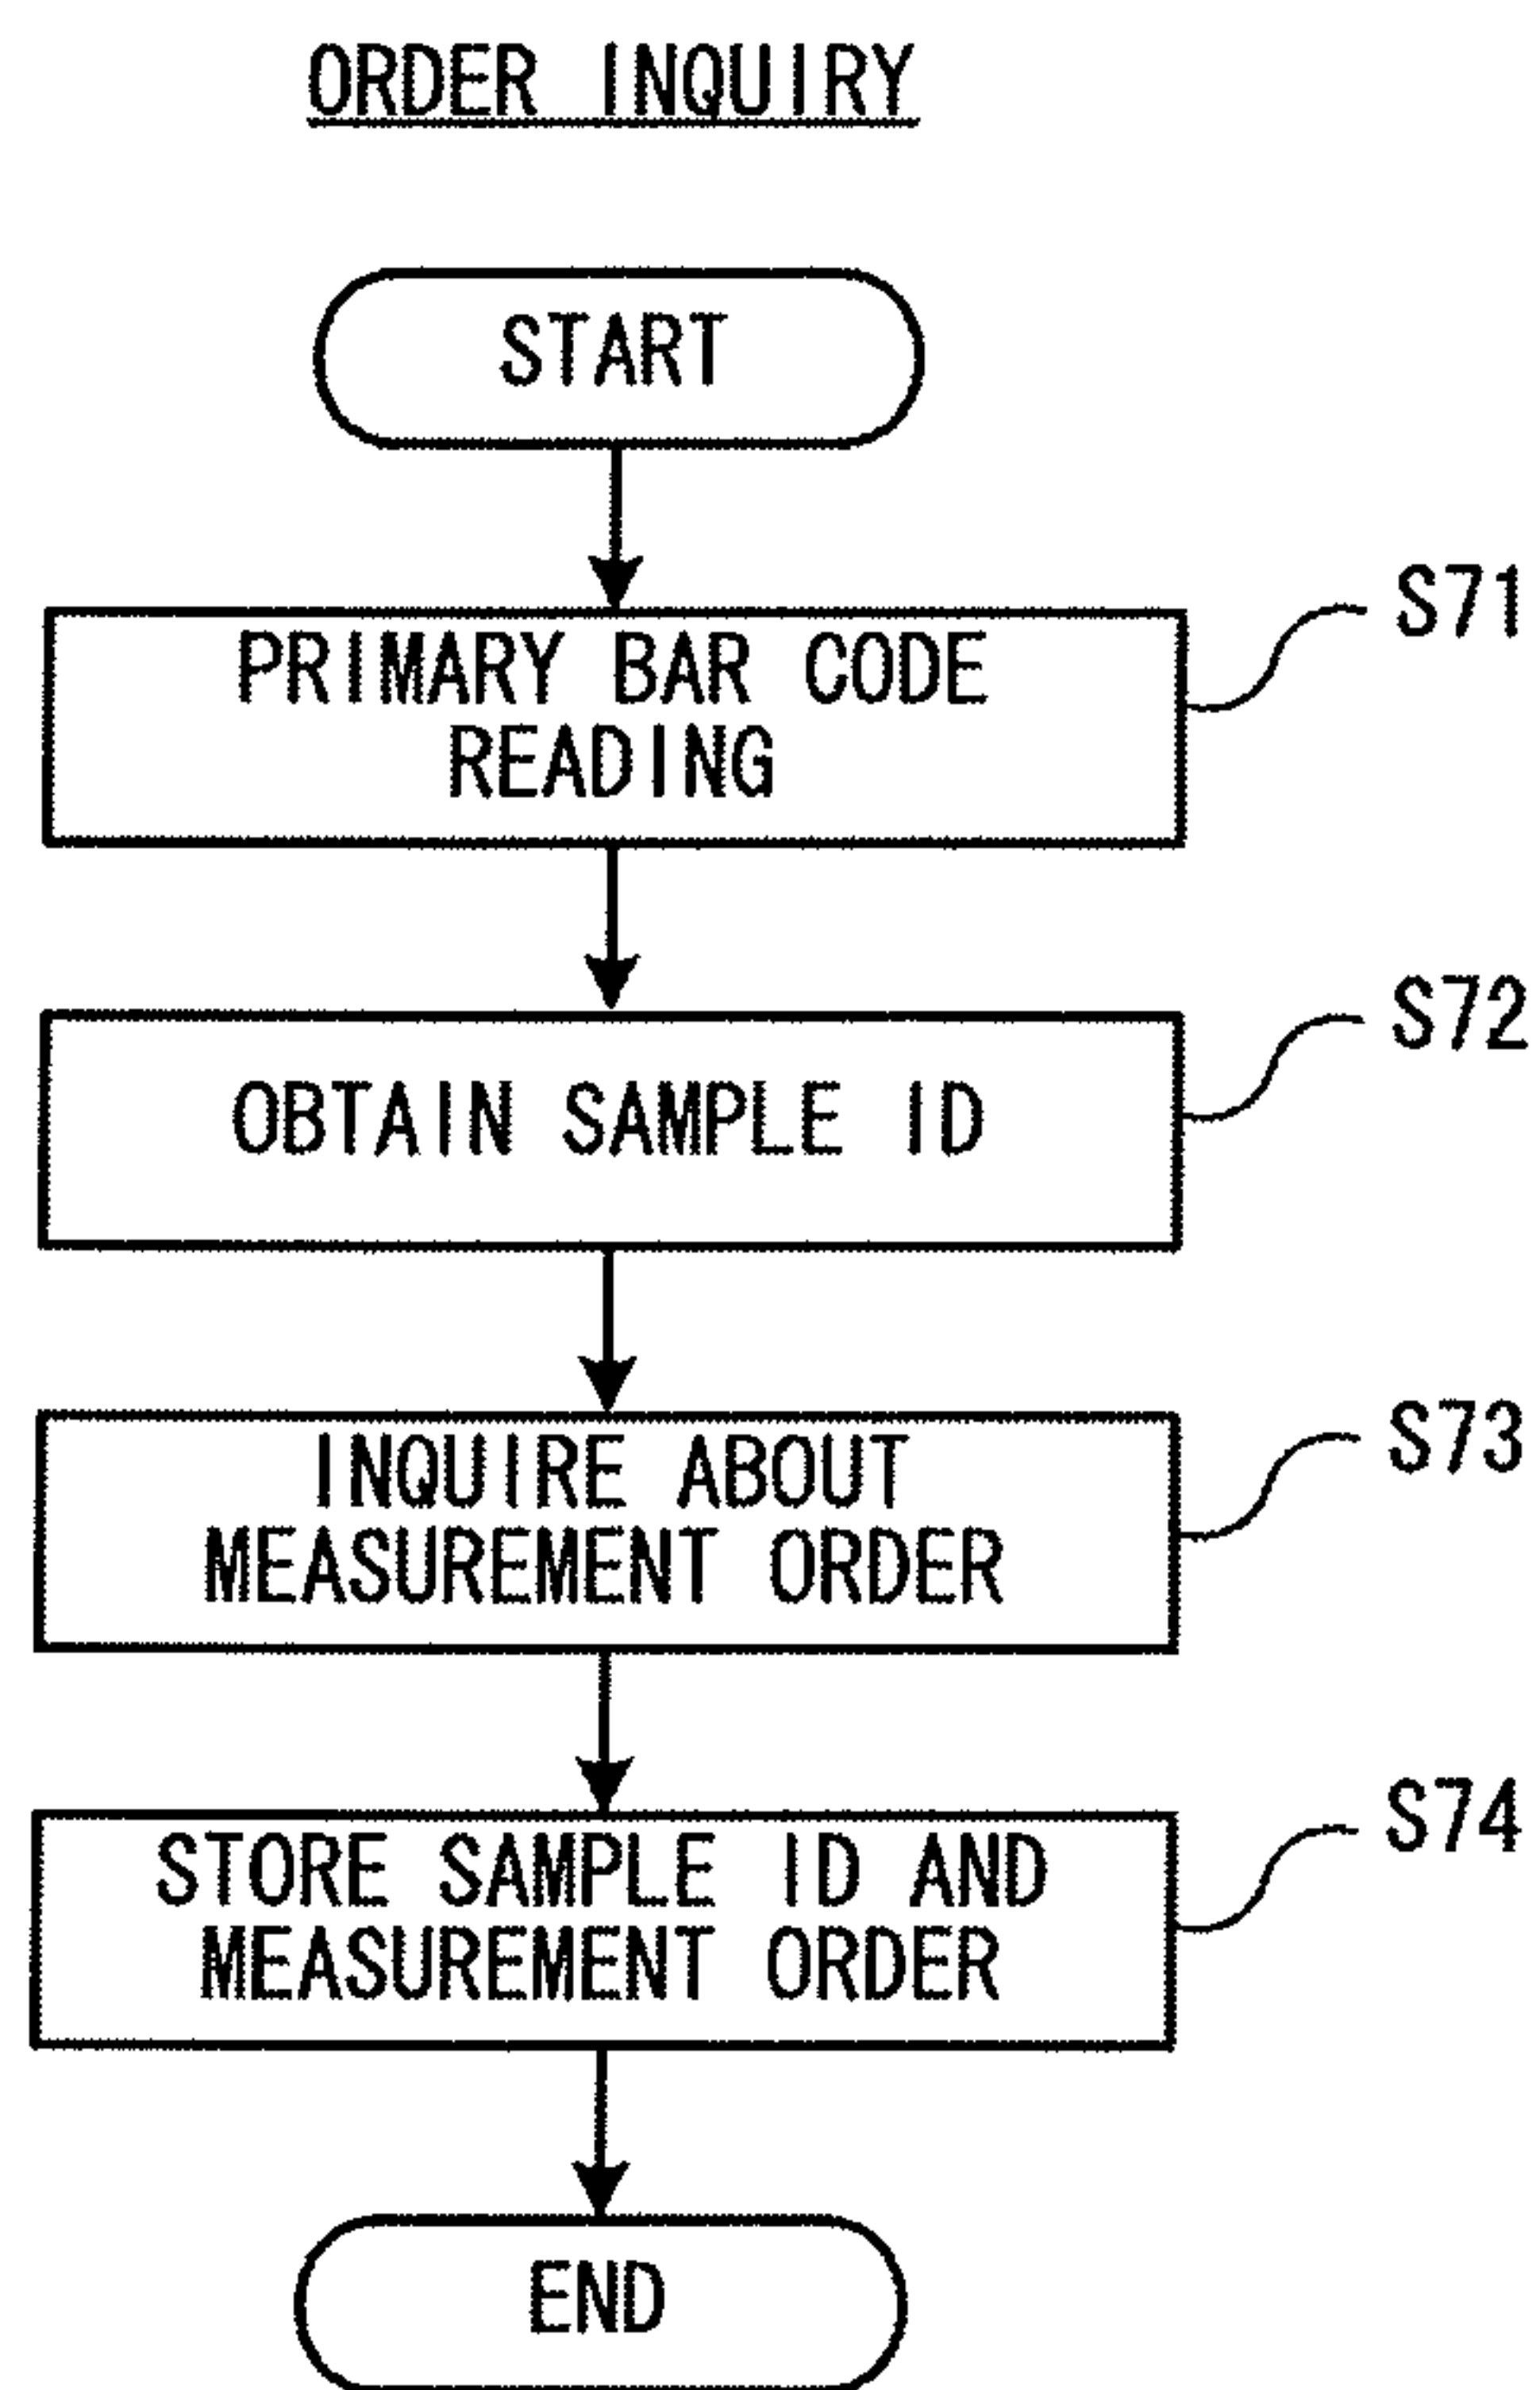 ORDER INQUIRY
START
S71
PRIMARY BAR CODE
READING
S72
OBTAIN SAMPLE ID
S73
INQUIRE ABOUT
MEASUREMENT ORDER
S74
STORE SAMPLE ID AND
MEASUREMENT ORDER
END